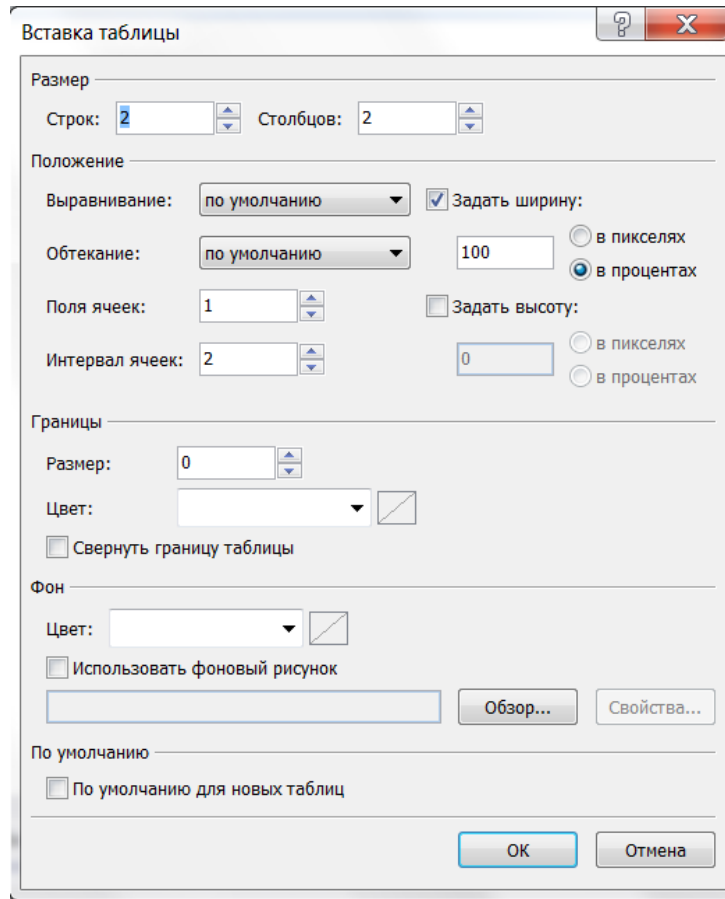 Вставка таблицы
Размер
Строк: 2 Столбцов: 2
Положение
Выравнивание: по умолчанию Задать ширину:
Обтекание: по умолчанию 100 в пикселях
в процентах
Поля ячеек: 1 Задать высоту:
Интервал ячеек: 2 0 в пикселях
в процентах
Границы
Размер: 0
Цвет:
Свернуть границу таблицы
Фон
Цвет:
Использовать фоновый рисунок
Обзор... Свойства...
По умолчанию
По умолчанию для новых таблиц
ОК Отмена